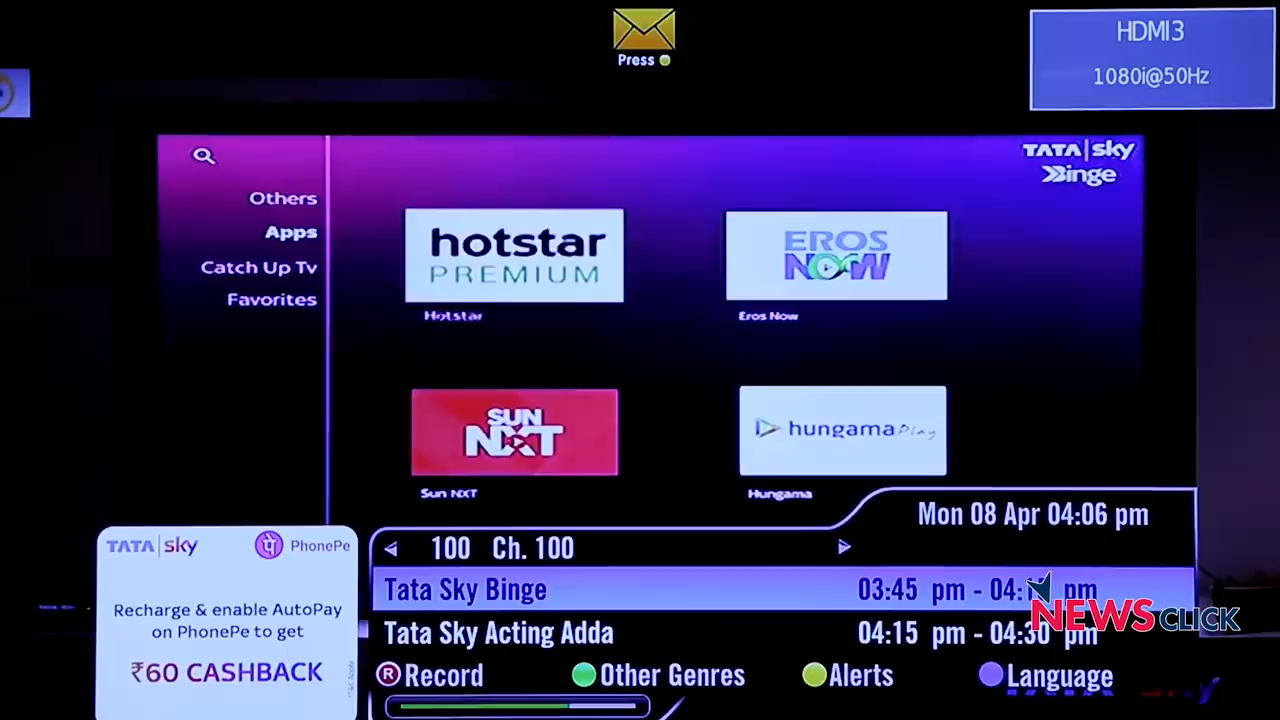 Press
HDMI3
1080i@50Hz
TATA sky
Binge
Others
Apps
Catch Up Tv
Favorites
hotstar
PREMIUM
Hotstar
EROS
NOW
Eros Now
SUN
NXT
Sun NXT
hungama Play
Hungama
Mon 08 Apr 04:06 pm
100 Ch. 100
Tata Sky Binge 03:45 pm - 04:15 pm
Tata Sky Acting Adda 04:15 pm - 04:30 pm
R Record Other Genres Alerts Language
TATA sky PhonePe
Recharge & enable AutoPay
on PhonePe to get
₹60 CASHBACK
NEWSCLICK